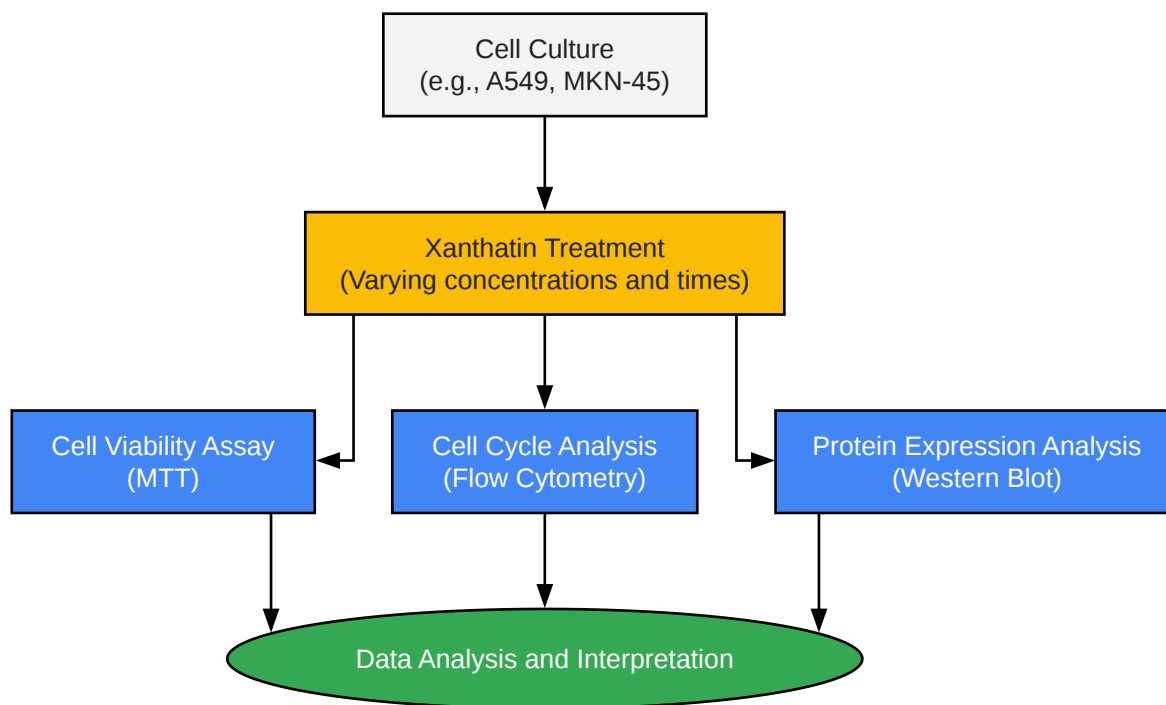 Cell Culture
(e.g., A549, MKN-45)
Xanthatin Treatment
(Varying concentrations and times)
Cell Viability Assay
(MTT)
Cell Cycle Analysis
(Flow Cytometry)
Protein Expression Analysis
(Western Blot)
Data Analysis and Interpretation